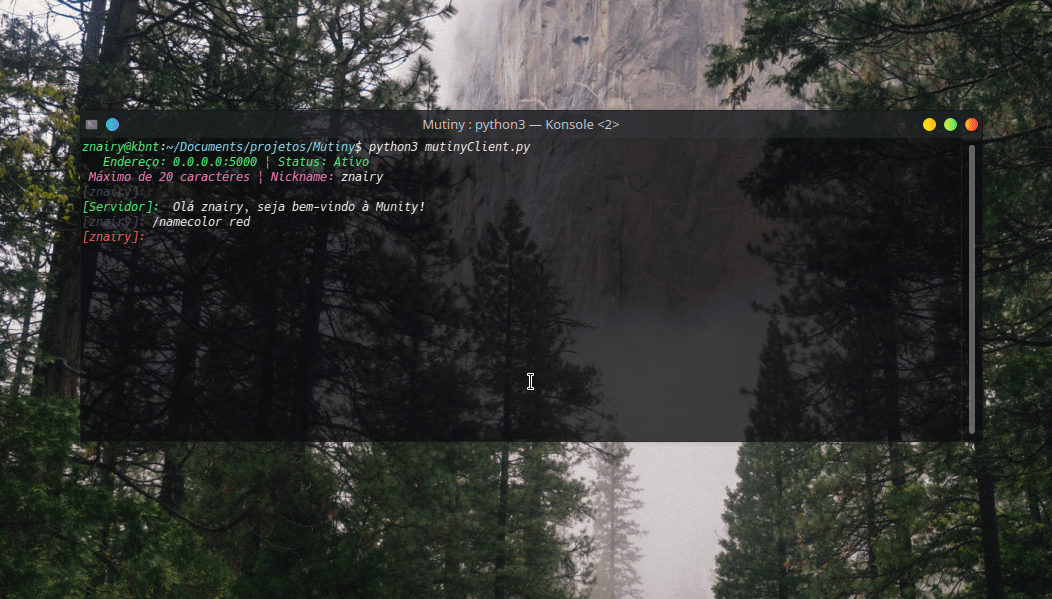 Mutiny : python3 — Konsole <2>
znairy@kbnt:~/Documents/projetos/Mutiny$ python3 mutinyClient.py
Endereço: 0.0.0.0:5000 | Status: Ativo
Máximo de 20 caractéres | Nickname: znairy
[znairy]:
[Servidor]: Olá znairy, seja bem-vindo à Munity!
[znairy]: /namecolor red
[znairy]: